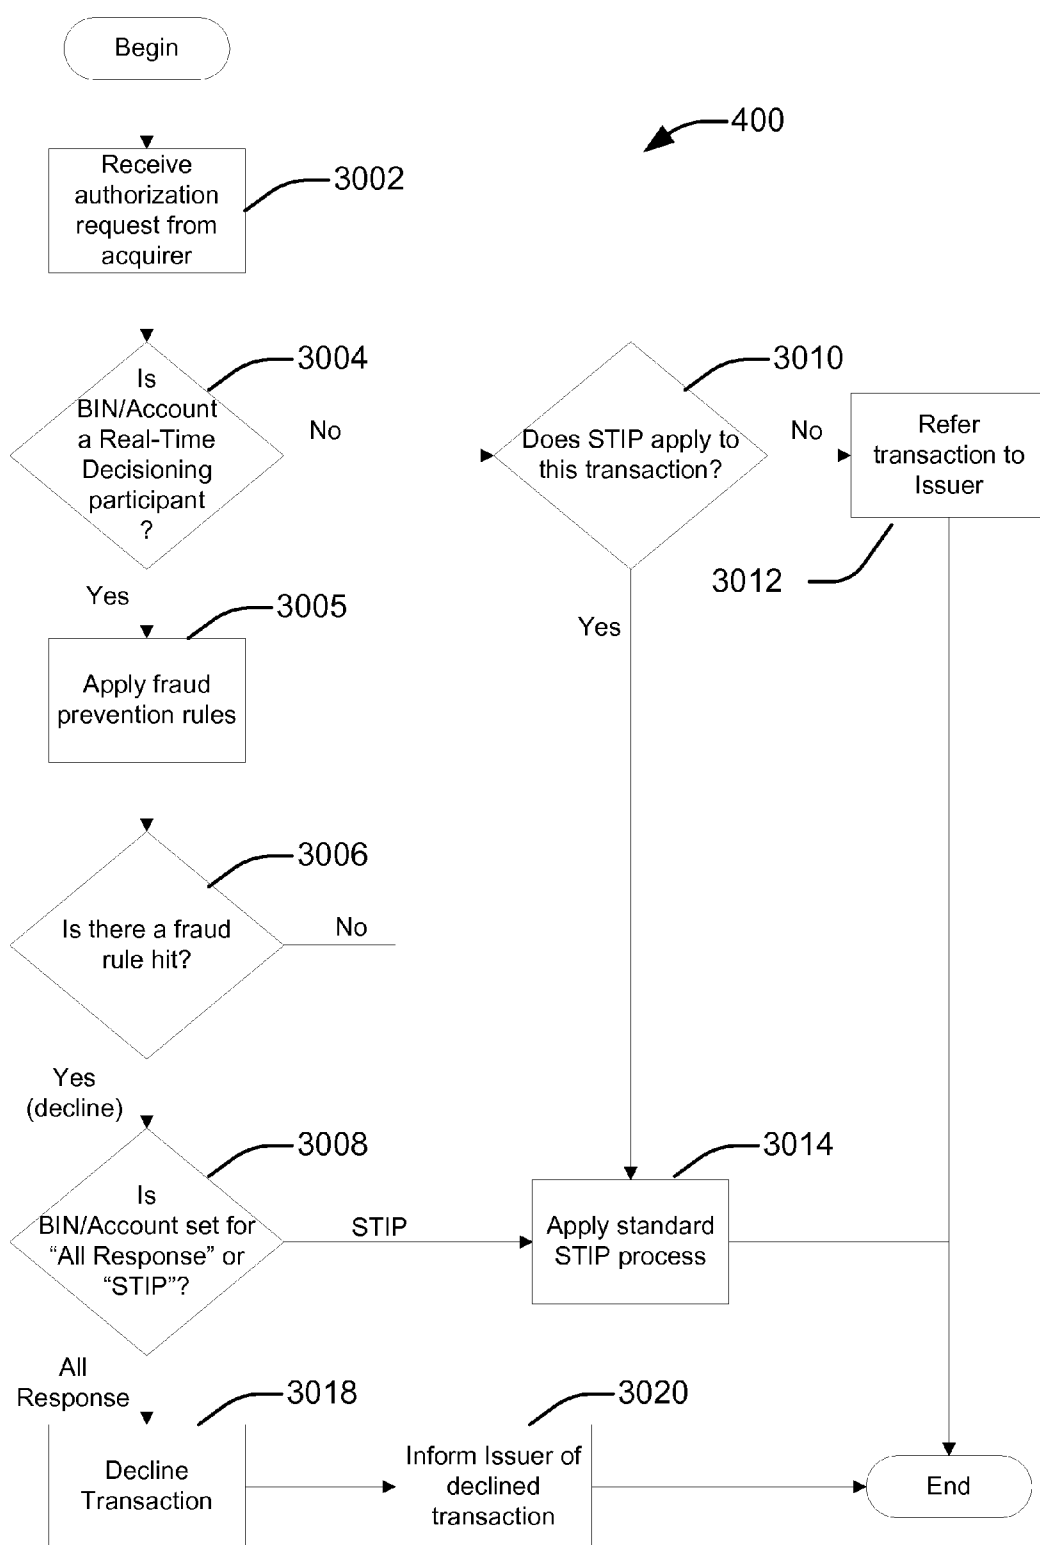 Begin
400
Receive
authorization
request from
acquirer
3002
3004
Is
BIN/Account
a Real-Time
Decisioning
participant
?
No
3010
Does STIP apply to
this transaction?
No
Refer
transaction to
Issuer
3012
Yes
3005
Yes
Apply fraud
prevention rules
3006
Is there a fraud
rule hit?
No
Yes
(decline)
3008
Is
BIN/Account set for
“All Response” or
“STIP”?
STIP
3014
Apply standard
STIP process
All
Response
3018
Decline
Transaction
3020
Inform Issuer of
declined
transaction
End